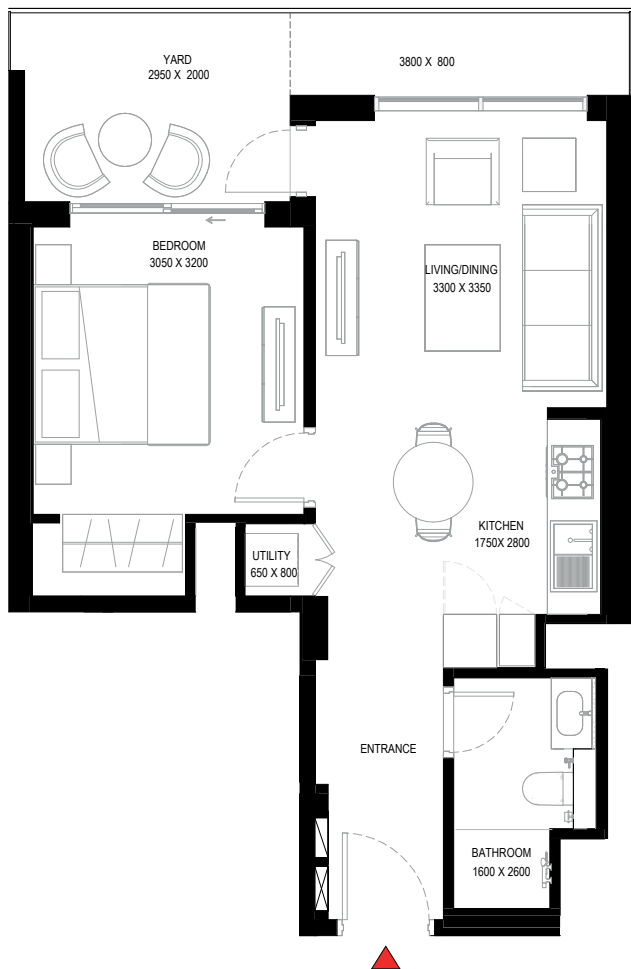 YARD
2950 X 2000
3800 X 800
BEDROOM
3050 X 3200
LIVING/DINING
3300 X 3350
KITCHEN
1750X 2800
UTILITY
650 X 800
ENTRANCE
BATHROOM
1600 X 2600